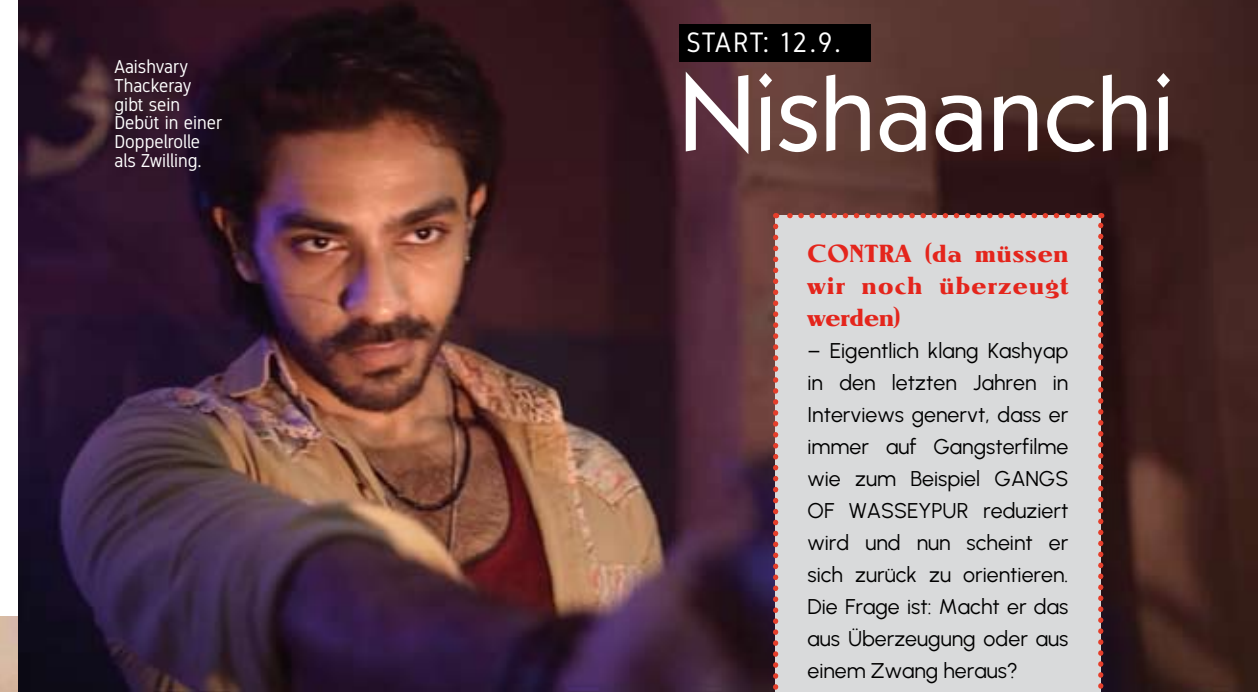 Aaishvary
Thackeray
gibt sein
Debüt in einer
Doppelrolle
als Zwilling.
START: 12.9.
Nishaanchi
CONTRA (da müssen
wir noch überzeugt
werden)
– Eigentlich klang Kashyap
in den letzten Jahren in
Interviews genervt, dass er
immer auf Gangsterfilme
wie zum Beispiel GANGS
OF WASSEYPUR reduziert
wird und nun scheint er
sich zurück zu orientieren.
Die Frage ist: Macht er das
aus Überzeugung oder aus
einem Zwang heraus?